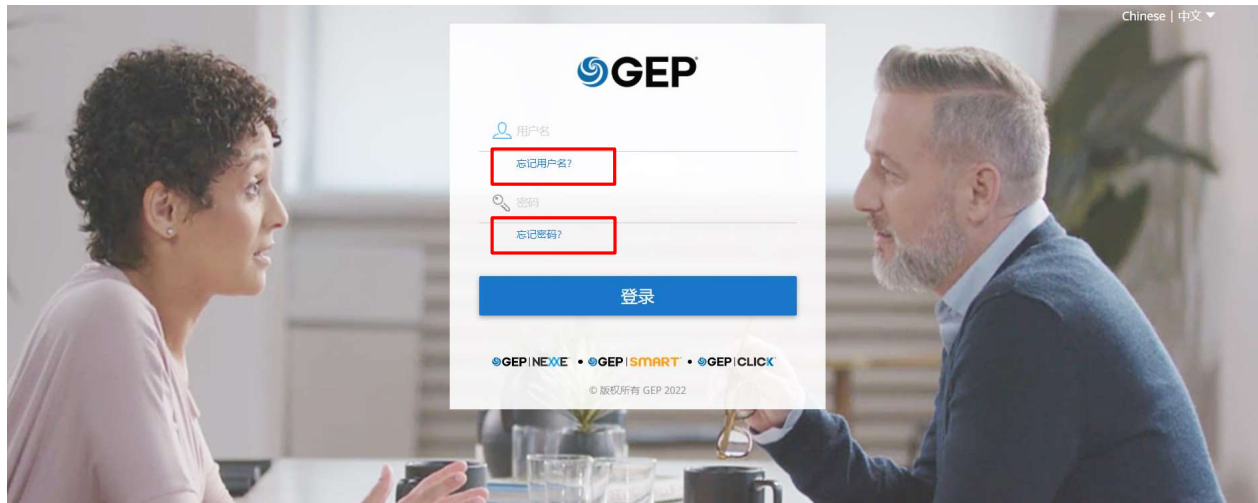 Chinese | 中文
GEP
用户名
忘记用户名?
密码
忘记密码?
登录
GEP|NEXXE • GEP|SMART • GEP|CLICK
© 版权所有 GEP 2022